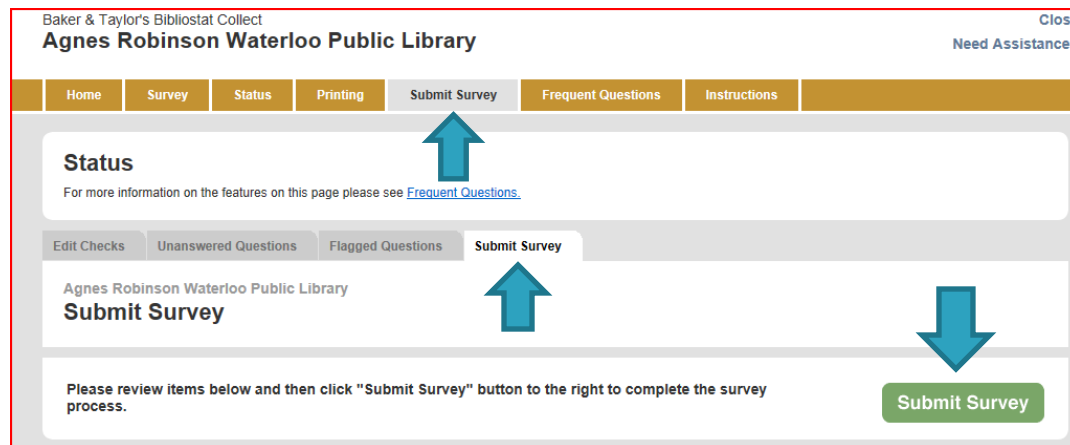 Baker & Taylor's Bibliostat Collect
Clos
Agnes Robinson Waterloo Public Library
Need Assistance
Home Survey Status Printing Submit Survey Frequent Questions Instructions
Status
For more information on the features on this page please see Frequent Questions.
Edit Checks Unanswered Questions Flagged Questions Submit Survey
Agnes Robinson Waterloo Public Library
Submit Survey
Please review items below and then click "Submit Survey" button to the right to complete the survey
process.
Submit Survey